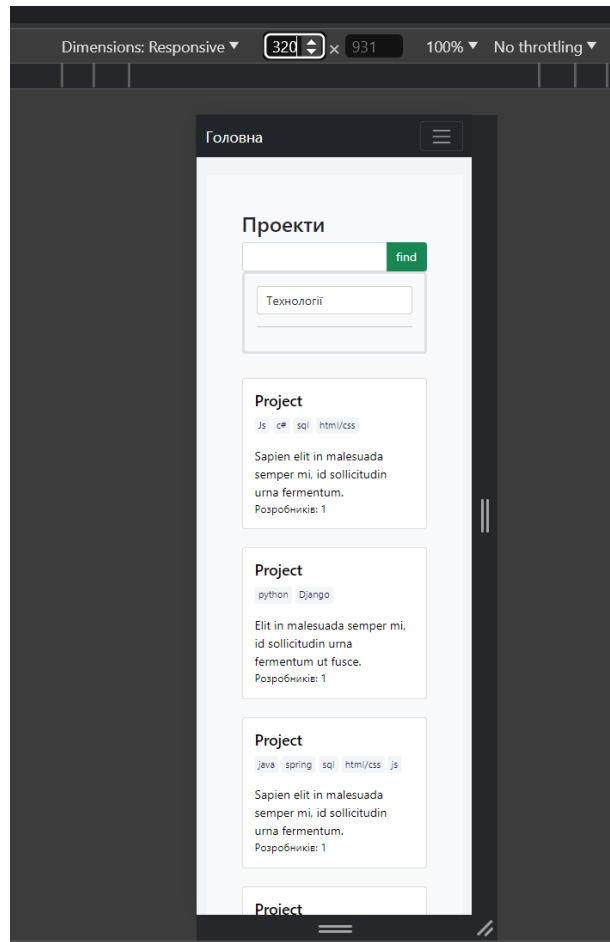 Dimensions: Responsive 320 × 931 100% No throttling
Головна
Проекти
find
Технології
Project
Js c# sql html/css
Sapien elit in malesuada
semper mi, id sollicitudin
urna fermentum.
Розробників: 1
Project
python Django
Elit in malesuada semper mi,
id sollicitudin urna
fermentum ut fusce.
Розробників: 1
Project
java spring sql html/css js
Sapien elit in malesuada
semper mi, id sollicitudin
urna fermentum.
Розробників: 1
Project